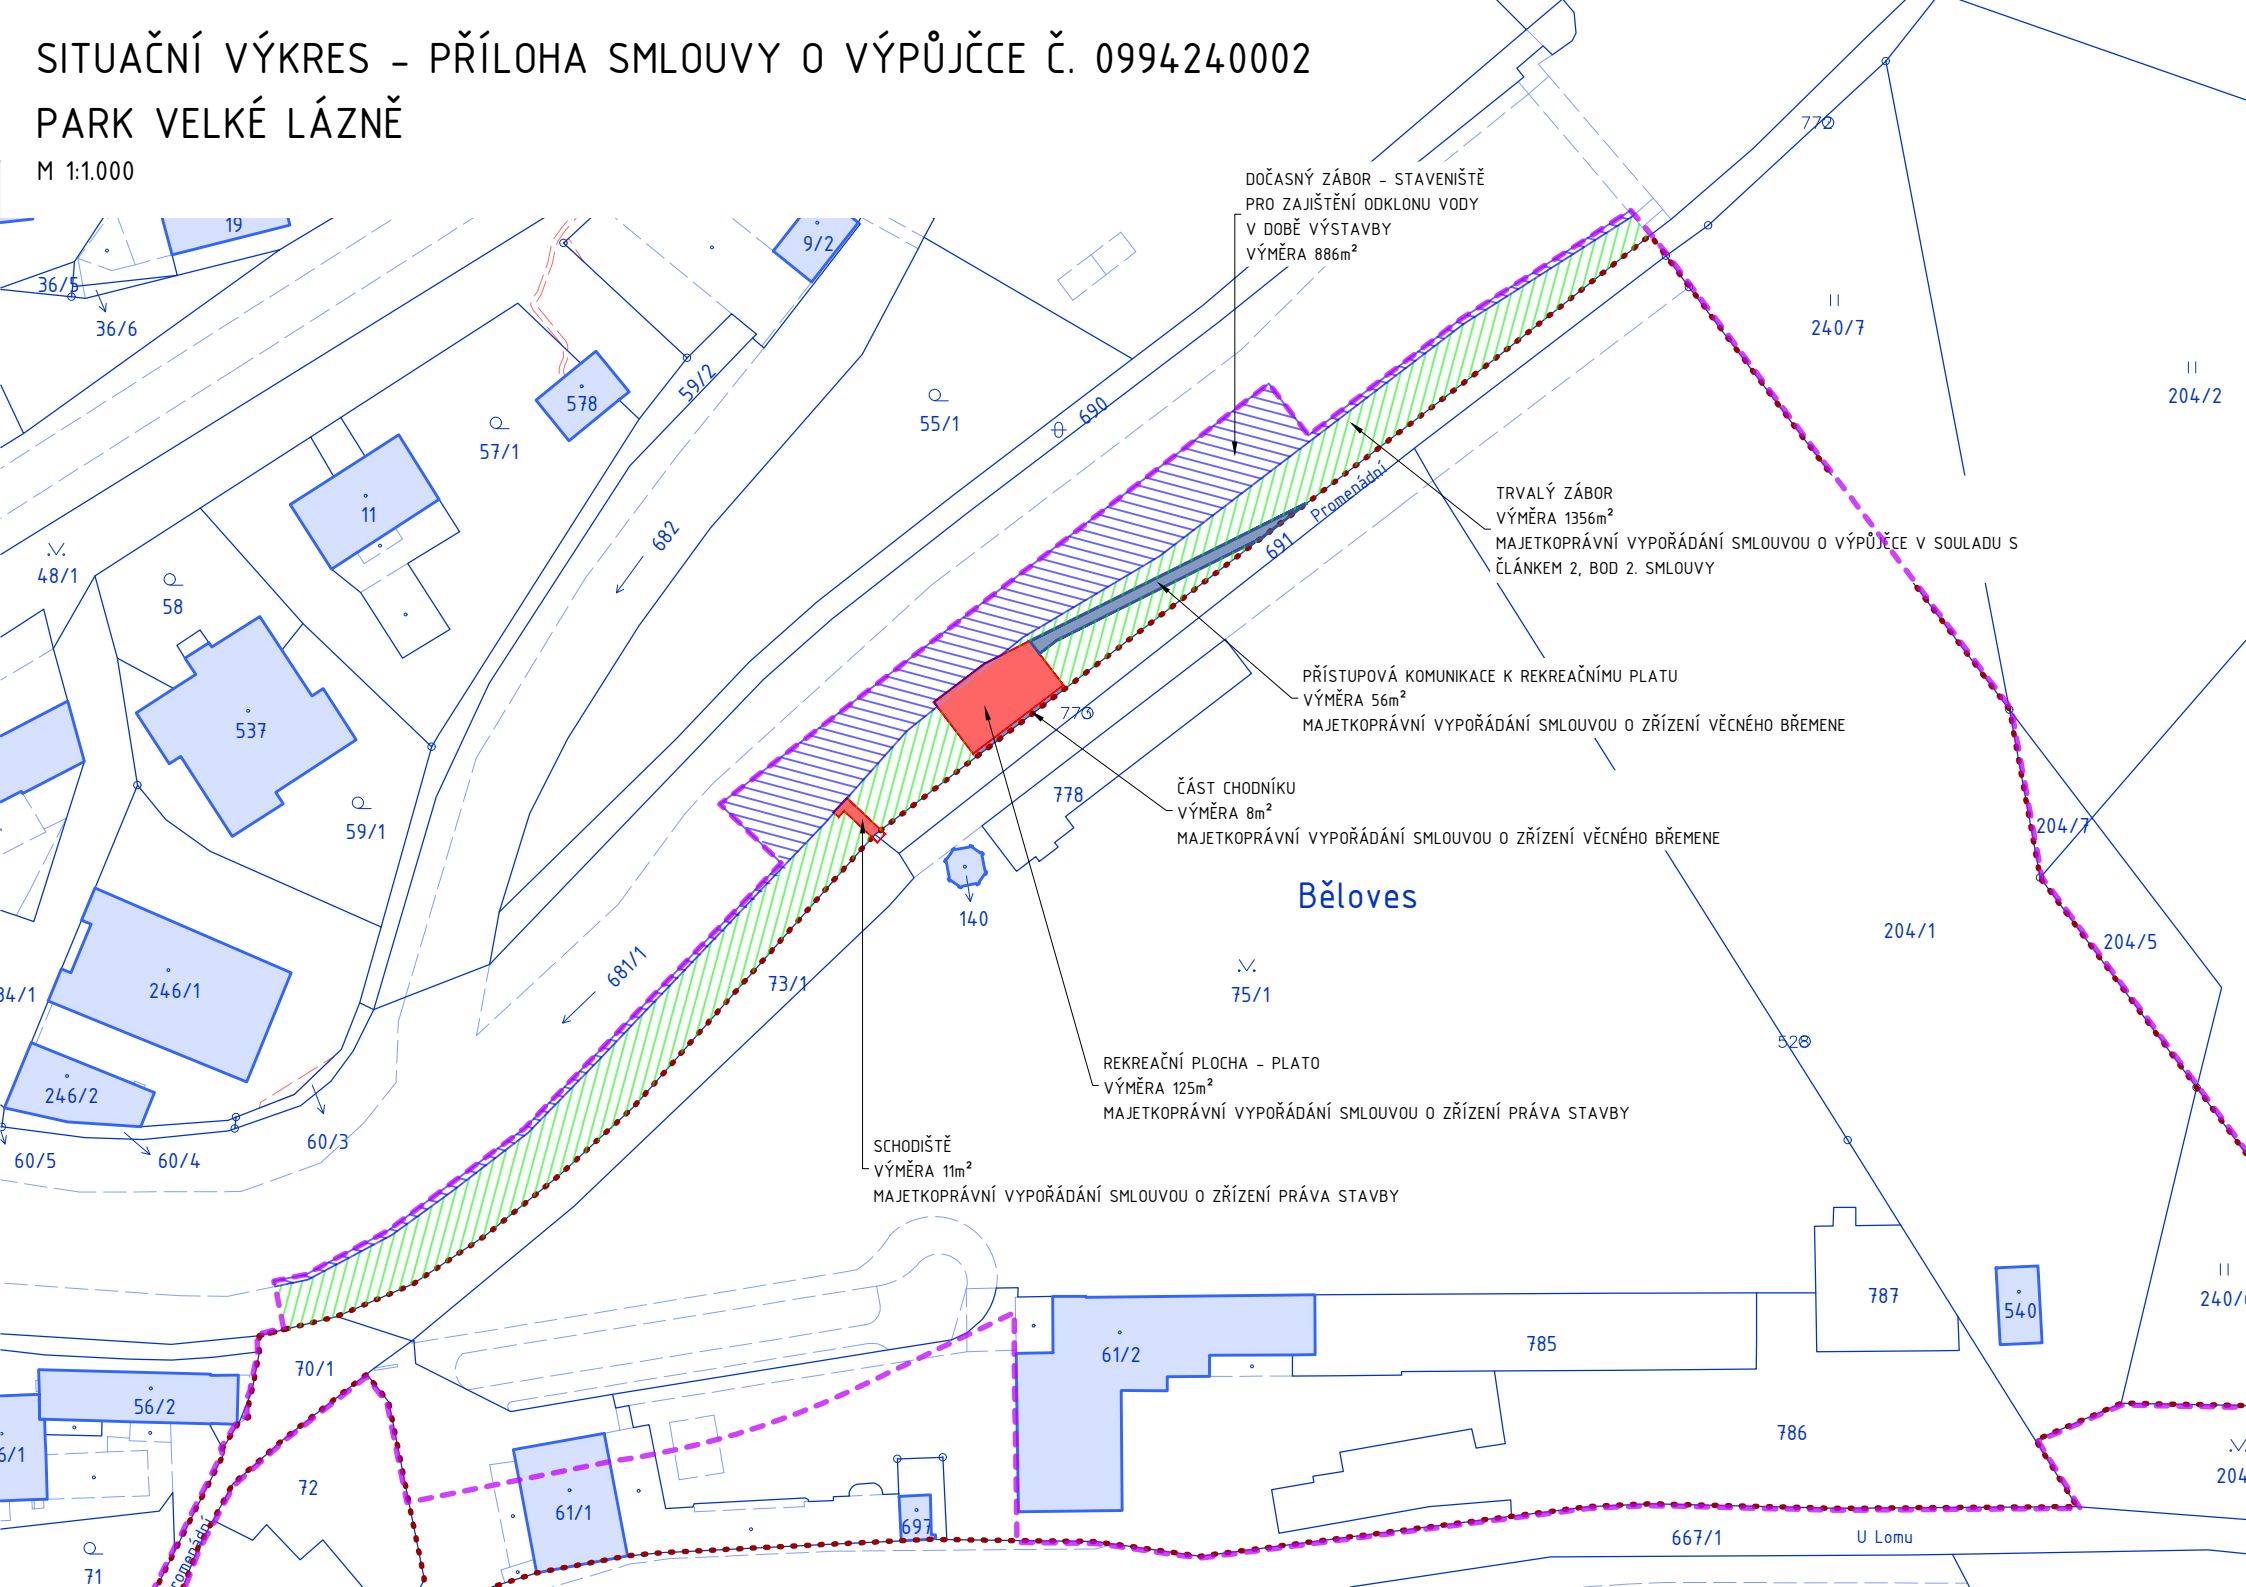 SITUAČNÍ VÝKRES - PŘÍLOHA SMLOUVY O VÝPŮJČCE Č. 0994240002
PARK VELKÉ LÁZNĚ
M 1:1.000
DOČASNÝ ZÁBOR - STAVENIŠTĚ
PRO ZAJIŠTĚNÍ ODKLONU VODY
V DOBĚ VÝSTAVBY
VÝMĚRA 886m²
TRVALÝ ZÁBOR
VÝMĚRA 1356m²
MAJETKOPRÁVNÍ VYPOŘÁDÁNÍ SMLOUVOU O VÝPŮJČCE V SOULADU S
ČLÁNKEM 2, BOD 2. SMLOUVY
PŘÍSTUPOVÁ KOMUNIKACE K REKREAČNÍMU PLATU
VÝMĚRA 56m²
MAJETKOPRÁVNÍ VYPOŘÁDÁNÍ SMLOUVOU O ZŘÍZENÍ VĚCNÉHO BŘEMENE
ČÁST CHODNÍKU
VÝMĚRA 8m²
MAJETKOPRÁVNÍ VYPOŘÁDÁNÍ SMLOUVOU O ZŘÍZENÍ VĚCNÉHO BŘEMENE
REKREAČNÍ PLOCHA - PLATO
VÝMĚRA 125m²
MAJETKOPRÁVNÍ VYPOŘÁDÁNÍ SMLOUVOU O ZŘÍZENÍ PRÁVA STAVBY
SCHODIŠTĚ
VÝMĚRA 11m²
MAJETKOPRÁVNÍ VYPOŘÁDÁNÍ SMLOUVOU O ZŘÍZENÍ PRÁVA STAVBY
19
9/2
36/5
36/6
772
240/7
204/2
578
59/2
57/1
55/1
690
11
682
691
Promenádní
48/1
58
537
59/1
770
778
140
Běloves
204/7
204/1
204/5
75/1
73/1
681/1
34/1
246/1
246/2
60/5
60/4
60/3
528
787
540
240/6
785
61/2
70/1
56/2
6/1
72
786
204
61/1
697
667/1
U Lomu
71
romenádní